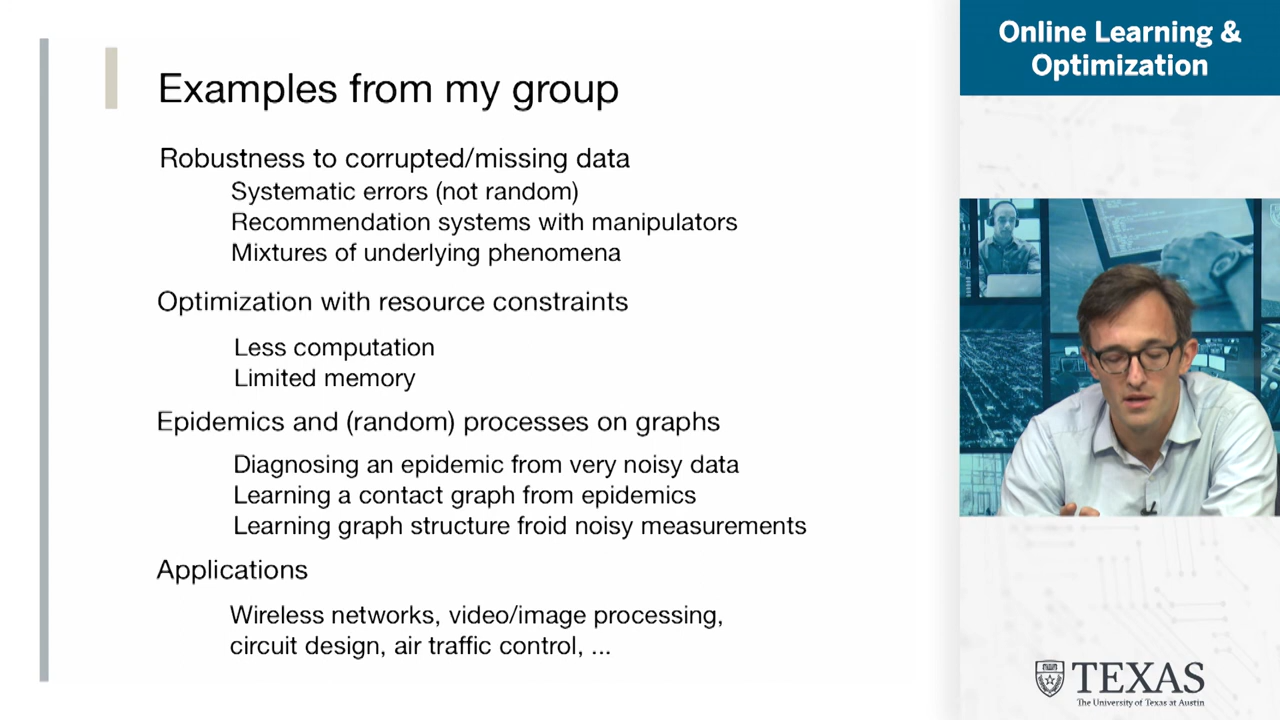 Examples from my group
Robustness to corrupted/missing data
Systematic errors (not random)
Recommendation systems with manipulators
Mixtures of underlying phenomena
Optimization with resource constraints
Less computation
Limited memory
Epidemics and (random) processes on graphs
Diagnosing an epidemic from very noisy data
Learning a contact graph from epidemics
Learning graph structure froid noisy measurements
Applications
Wireless networks, video/image processing,
circuit design, air traffic control, ...
Online Learning &
Optimization
TEXAS
The University of Texas at Austin